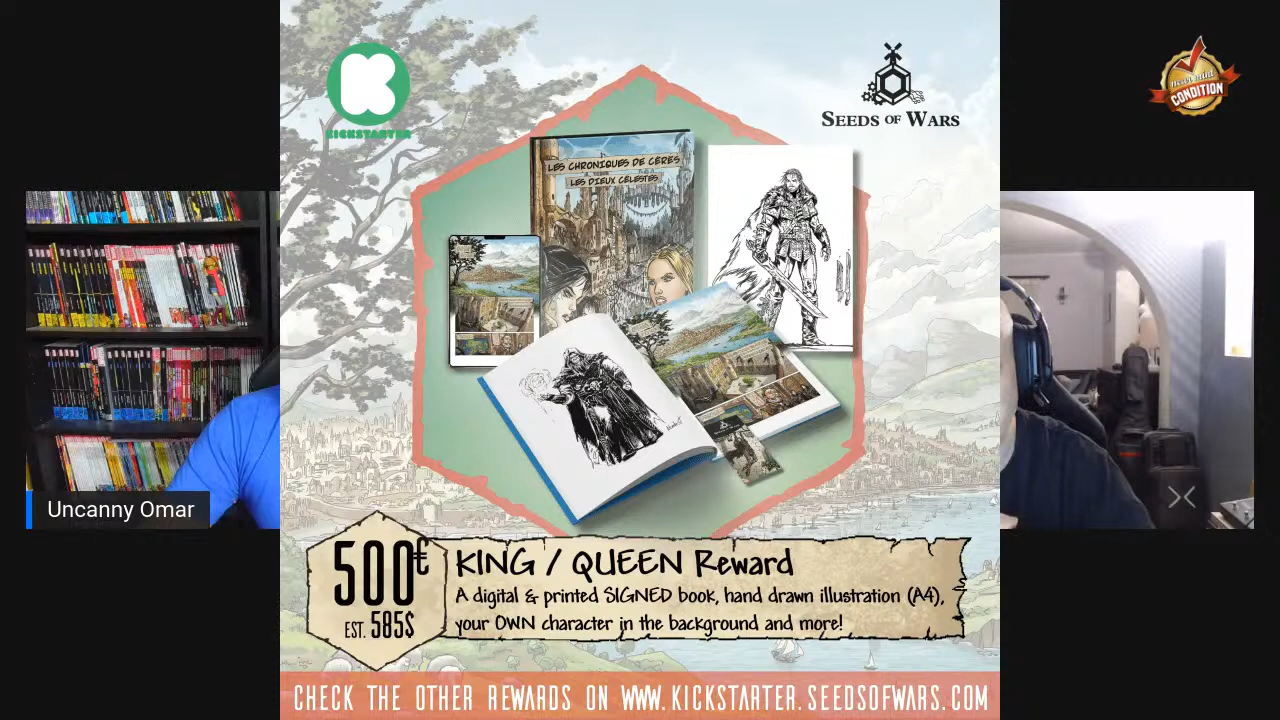 KICKSTARTER
SEEDS OF WARS
CONDITION
LES CHRONIQUES DE CÉRÈS
LES DIEUX CÉLESTES
Uncanny Omar
500€
EST. 585$
KING / QUEEN Reward
A digital & printed SIGNED book, hand drawn illustration (A4),
your OWN character in the background and more!
CHECK THE OTHER REWARDS ON WWW.KICKSTARTER.SEEDSOFWARS.COM